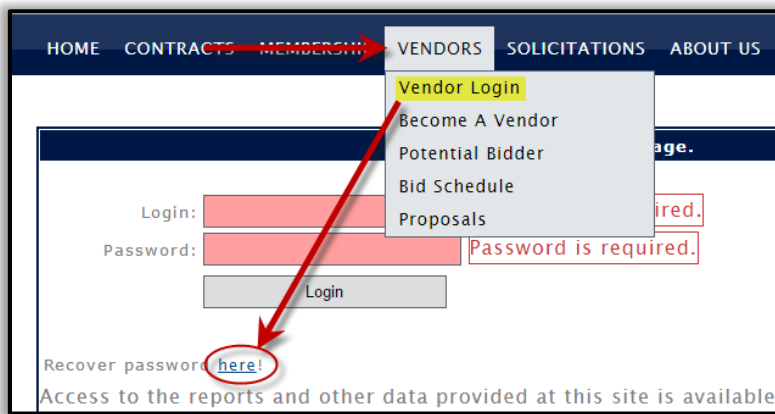 HOME CONTRACTS MEMBERSHIP VENDORS SOLICITATIONS ABOUT US
Vendor Login
Become A Vendor
Potential Bidder
Bid Schedule
Proposals
age.
Login:
ired.
Password:
Password is required.
Login
Recover password here!
Access to the reports and other data provided at this site is available